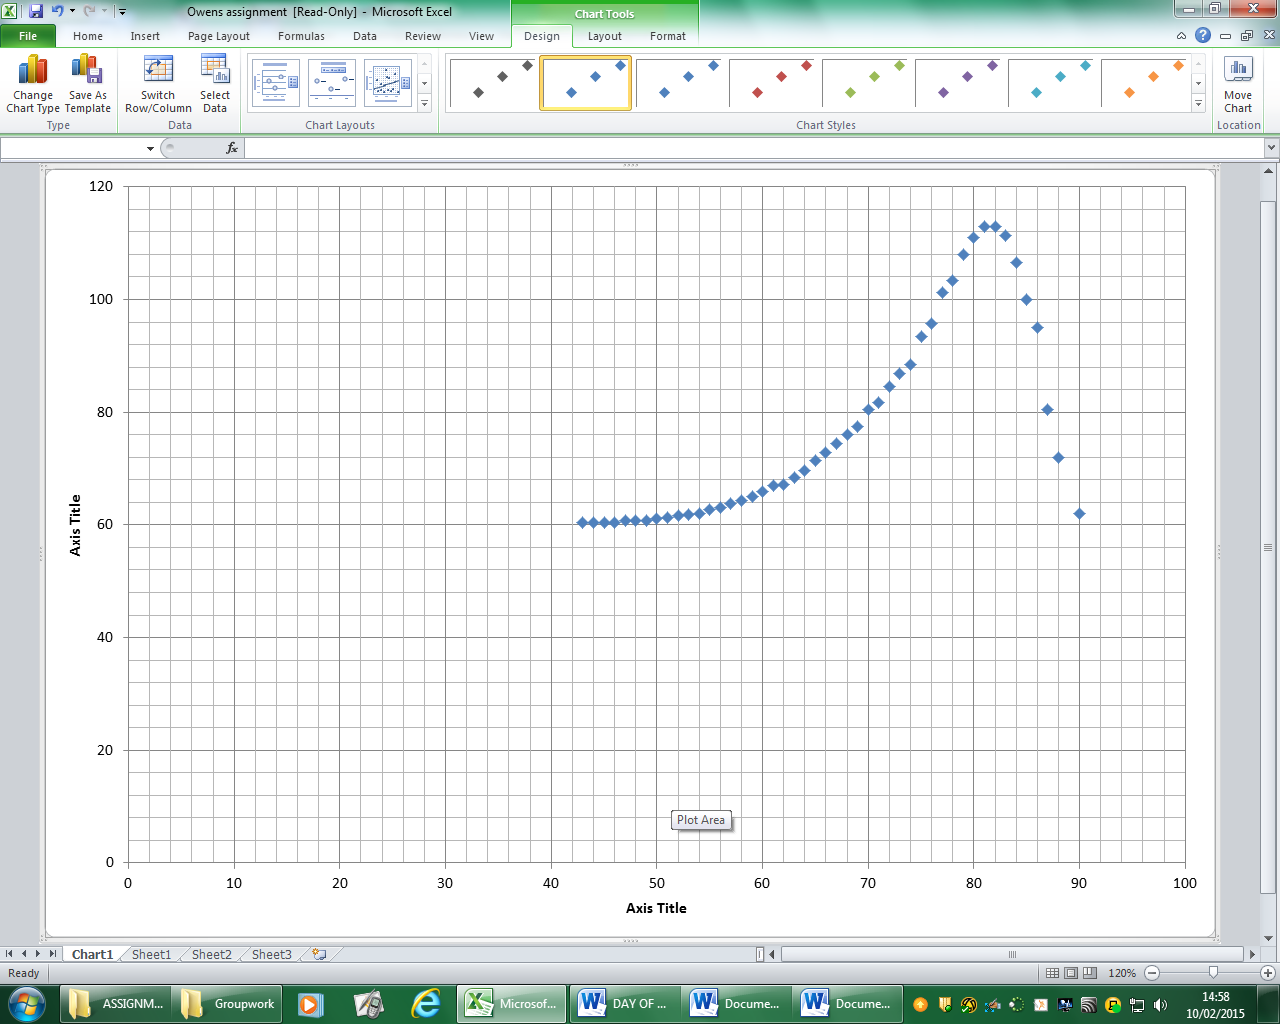 Owens assignment [Read-Only] - Microsoft Excel
Chart Tools
File Home Insert Page Layout Formulas Data Review View Design Layout Format
Change Chart Type
Save As Template
Switch Row/Column
Select Data
Move Chart
Type Data Chart Layouts Chart Styles Location
fx
120
100
80
60
40
20
0
Axis Title
Plot Area
0 10 20 30 40 50 60 70 80 90 100
Axis Title
Chart1 Sheet1 Sheet2 Sheet3
Ready 120%
ASSIGNM... Groupwork Microsof... DAY OF ... Docume... Docume...
14:58
10/02/2015